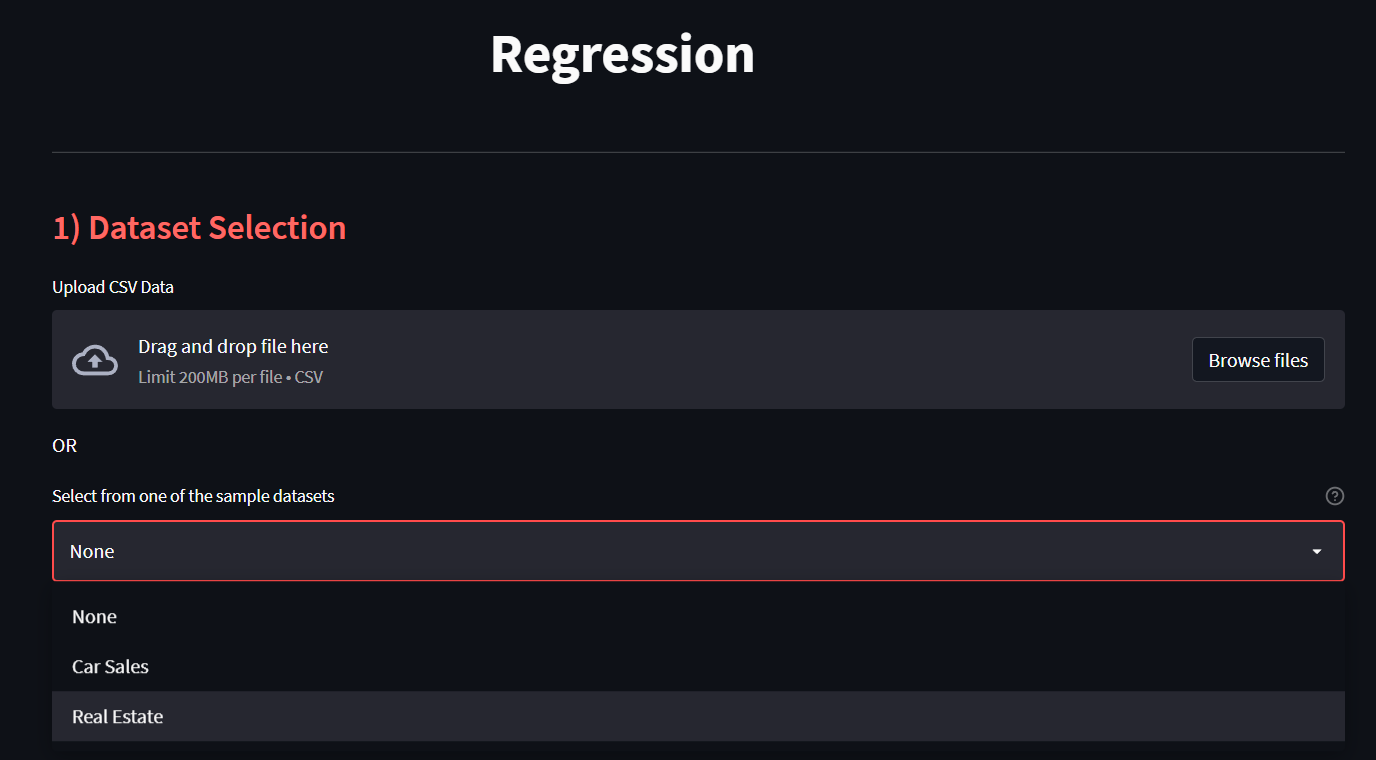 Regression
1) Dataset Selection
Upload CSV Data
Drag and drop file here
Limit 200MB per file • CSV
Browse files
OR
Select from one of the sample datasets
?
None
None
Car Sales
Real Estate